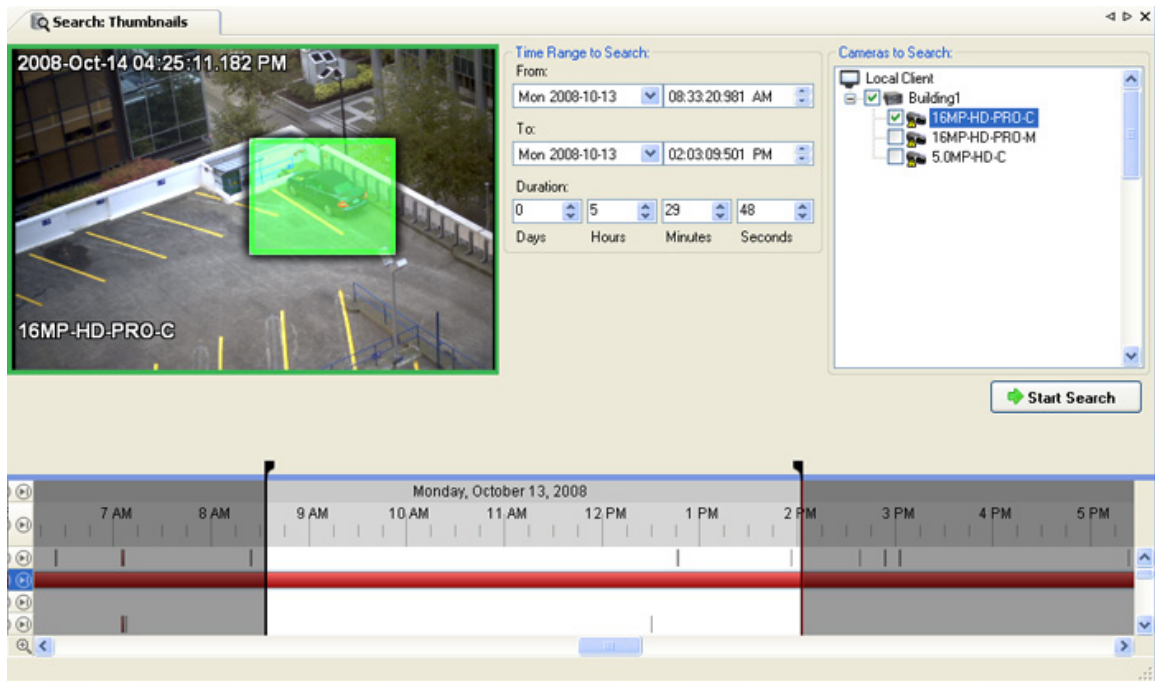 Search: Thumbnails
2008-Oct-14 04:25:11.182 PM
16MP-HD-PRO-C
Time Range to Search:
From:
Mon 2008-10-13 08:33:20.981 AM
To:
Mon 2008-10-13 02:03:09.501 PM
Duration:
0 5 29 48
Days Hours Minutes Seconds
Cameras to Search:
Local Client
Building1
16MP-HD-PRO-C
16MP-HD-PRO-M
5.0MP-HD-C
Start Search
Monday, October 13, 2008
7 AM 8 AM 9 AM 10 AM 11 AM 12 PM 1 PM 2 PM 3 PM 4 PM 5 PM